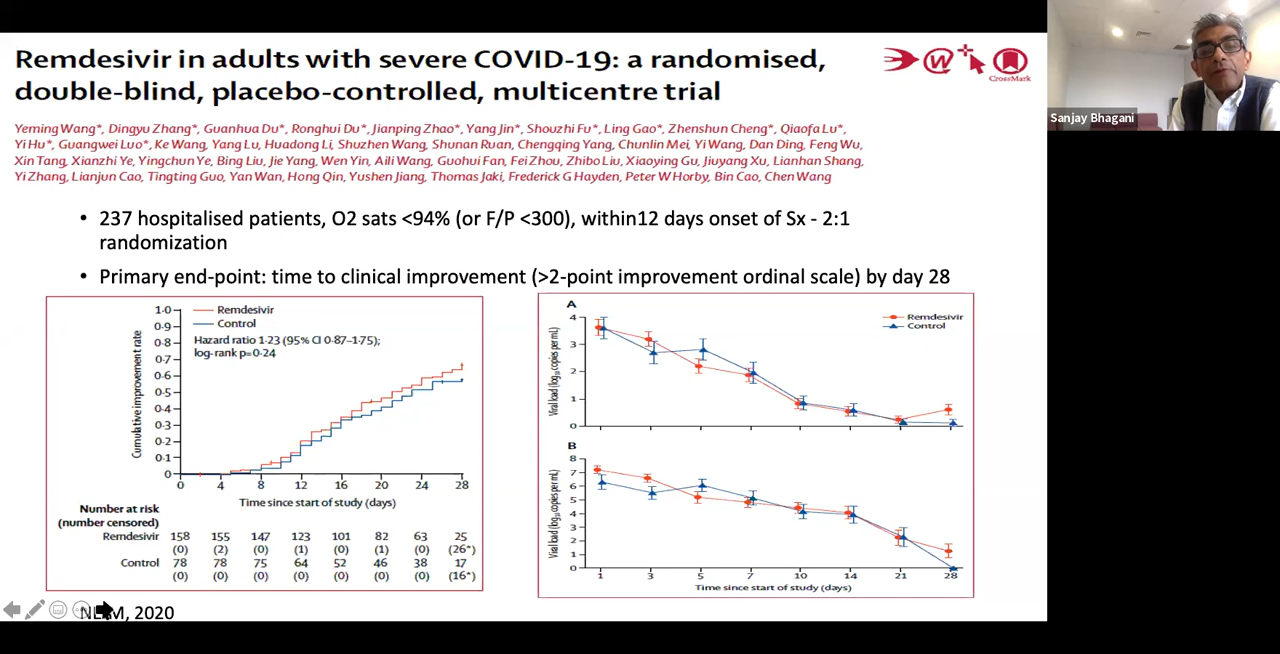 Remdesivir in adults with severe COVID-19: a randomised,
double-blind, placebo-controlled, multicentre trial
CrossMark
Sanjay Bhagani
Yeming Wang*, Dingyu Zhang*, Guanhua Du*, Ronghui Du*, Jianping Zhao*, Yang Jin*, Shouzhi Fu*, Ling Gao*, Zhenshun Cheng*, Qiaofa Lu*,
Yi Hu*, Guangwei Luo*, Ke Wang, Yang Lu, Huadong Li, Shuzhen Wang, Shunan Ruan, Chengqing Yang, Chunlin Mei, Yi Wang, Dan Ding, Feng Wu,
Xin Tang, Xianzhi Ye, Yingchun Ye, Bing Liu, Jie Yang, Wen Yin, Aili Wang, Guohui Fan, Fei Zhou, Zhibo Liu, Xiaoying Gu, Jiuyang Xu, Lianhan Shang,
Yi Zhang, Lianjun Cao, Tingting Guo, Yan Wan, Hong Qin, Yushen Jiang, Thomas Jaki, Frederick G Hayden, Peter W Horby, Bin Cao, Chen Wang
• 237 hospitalised patients, O2 sats <94% (or F/P <300), within12 days onset of Sx - 2:1
randomization
• Primary end-point: time to clinical improvement (>2-point improvement ordinal scale) by day 28
Cumulative improvement rate
1·0
0·9
0·8
0·7
0·6
0·5
0·4
0·3
0·2
0·1
0
Remdesivir
Control
Hazard ratio 1·23 (95% CI 0·87–1·75);
log-rank p=0·24
0 4 8 12 16 20 24 28
Time since start of study (days)
Number at risk
(number censored)
Remdesivir 158 155 147 123 101 82 63 25
(0) (2) (0) (1) (0) (1) (0) (26*)
Control 78 78 75 64 52 46 38 17
(0) (0) (0) (0) (0) (0) (0) (16*)
A
Viral load (log10 copies per mL)
4
3
2
1
0
Remdesivir
Control
B
Viral load (log10 copies per mL)
8
7
6
5
4
3
2
1
0
1 3 5 7 10 14 21 28
Time since start of study (days)
2020